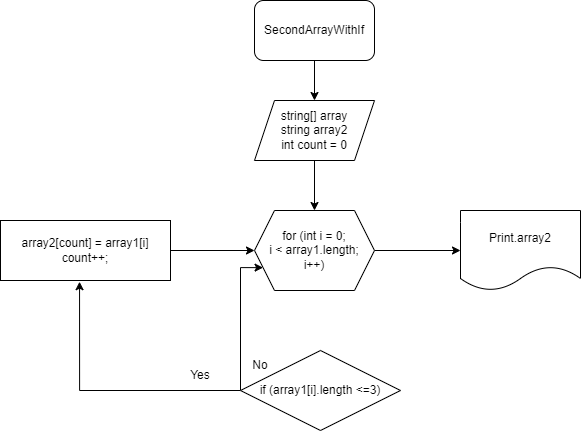 SecondArrayWithIf
string[] array
string array2
int count = 0
for (int i = 0;
i < array1.length;
i++)
array2[count] = array1[i]
count++;
Print.array2
No
Yes
if (array1[i].length <=3)